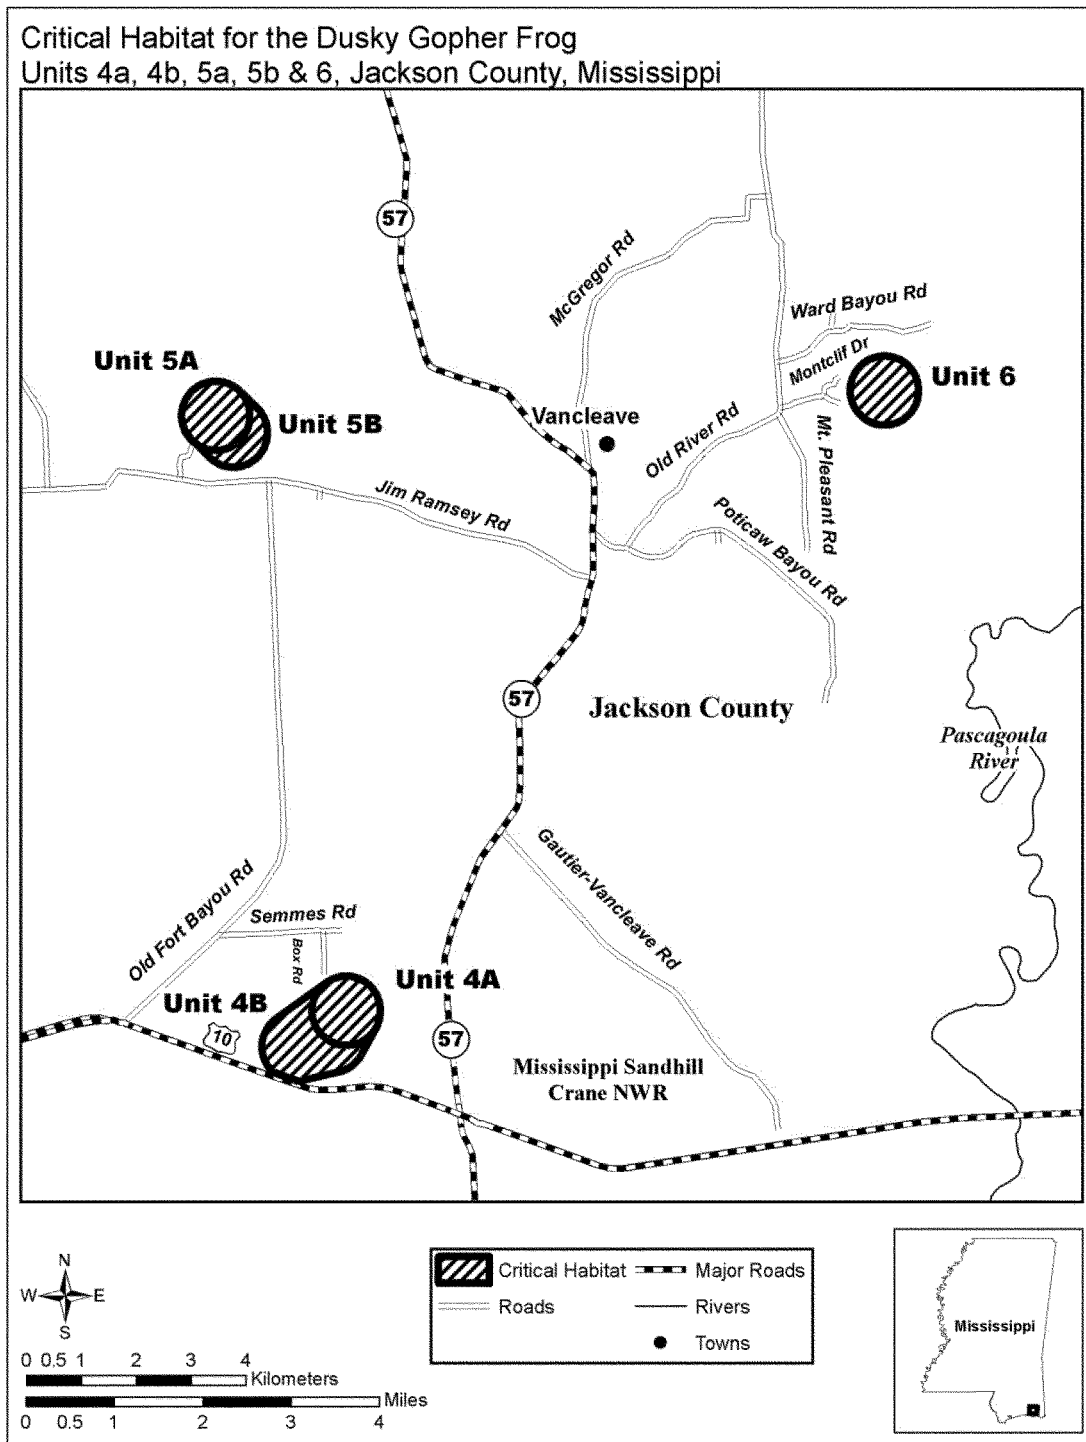 Critical Habitat for the Dusky Gopher Frog
Units 4a, 4b, 5a, 5b & 6, Jackson County, Mississippi
57
McGregor Rd
Ward Bayou Rd
Montclif Dr
Unit 5A
Unit 6
Unit 5B
Vancleave
Old River Rd
Mt. Pleasant Rd
Jim Ramsey Rd
Poticaw Bayou Rd
57
Jackson County
Pascagoula
River
Gautier-Vancleave Rd
Old Fort Bayou Rd
Semmes Rd
Box Rd
Unit 4A
Unit 4B
10
57
Mississippi Sandhill
Crane NWR
N
W E
S
0 0.5 1 2 3 4
Kilometers
Miles
0 0.5 1 2 3 4
Critical Habitat
Major Roads
Roads
Rivers
Towns
Mississippi